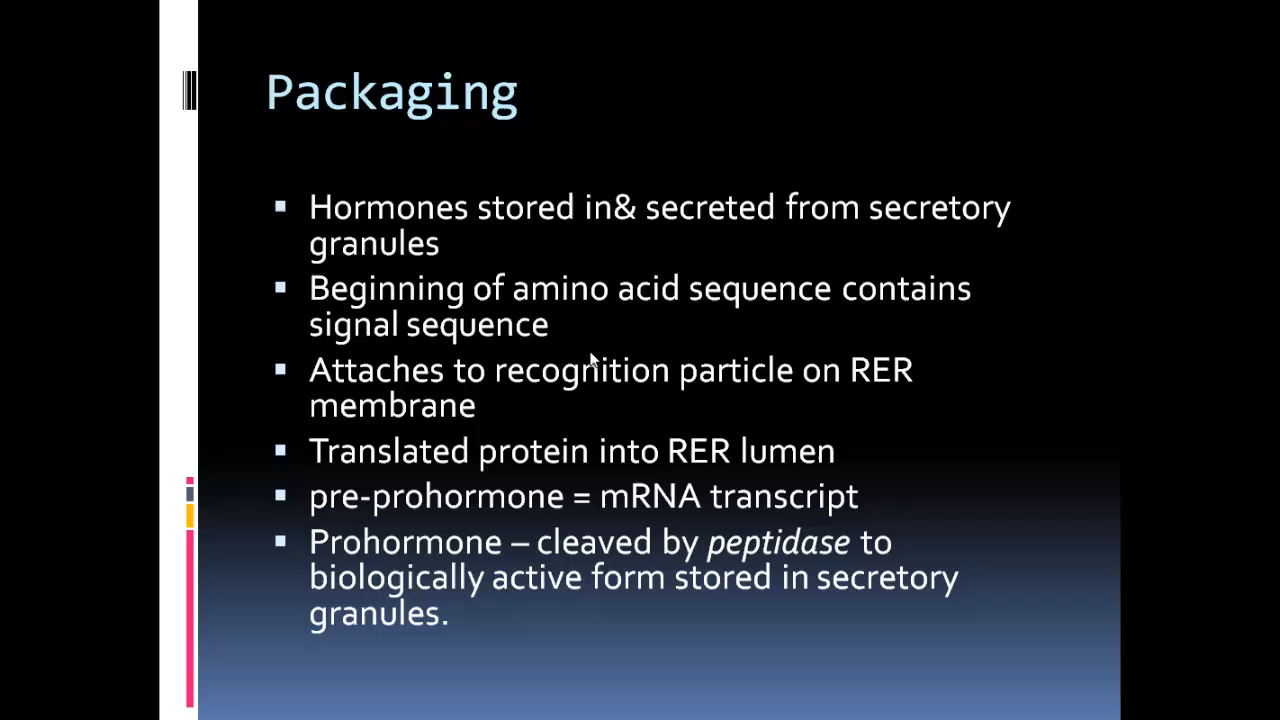 Packaging
▪ Hormones stored in& secreted from secretory
granules
▪ Beginning of amino acid sequence contains
signal sequence
▪ Attaches to recognition particle on RER
membrane
▪ Translated protein into RER lumen
▪ pre-prohormone = mRNA transcript
▪ Prohormone – cleaved by peptidase to
biologically active form stored in secretory
granules.